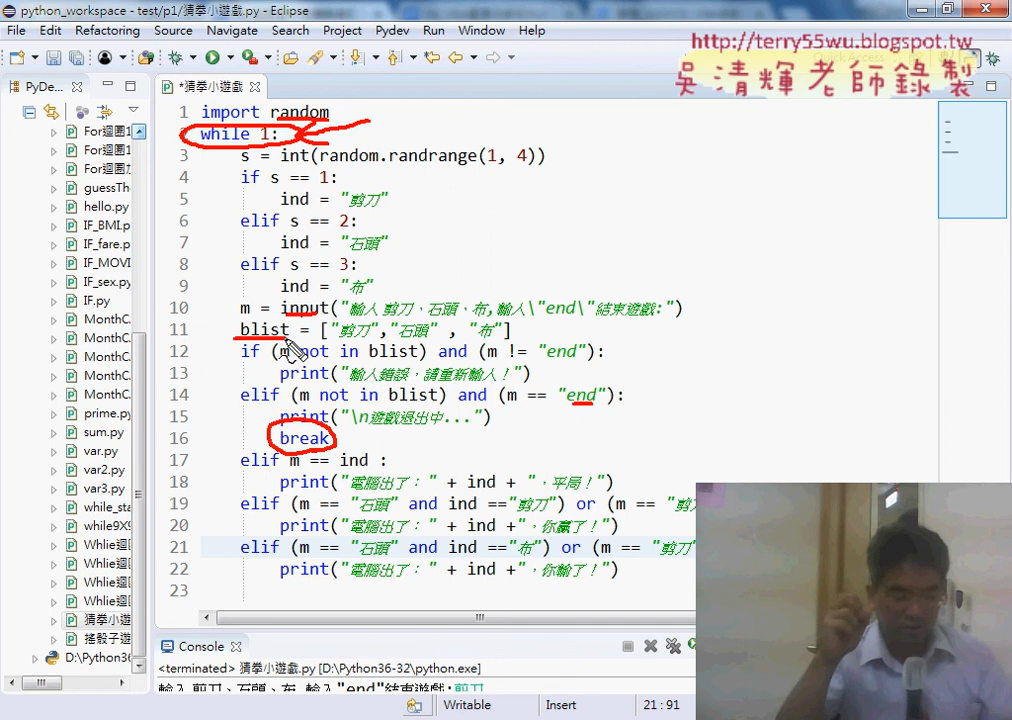 python_workspace - test/p1/猜拳小遊戲.py - Eclipse
File Edit Refactoring Source Navigate Search Project Pydev Run Window Help
http://terry55wu.blogspot.tw
吳清輝老師錄製
Quick Access
PyDe...
*猜拳小遊戲
For迴圈1
For迴圈1
For迴圈
guessThe
hello.py
IF_BMI.p
IF_fare.p
IF_MOVI
IF_sex.py
IF.py
MonthC
MonthC
MonthC
MonthC
MonthC
prime.py
sum.py
var.py
var2.py
var3.py
while_sta
while9X9
Whlie迴
Whlie迴
Whlie迴
Whlie迴
猜拳小遊
搖骰子遊
D:\Python36
1 import random
while 1:
3 s = int(random.randrange(1, 4))
4 if s == 1:
5 ind = "剪刀"
6 elif s == 2:
7 ind = "石頭"
8 elif s == 3:
9 ind = "布"
10 m = input("輸入 剪刀、石頭、布,輸入\"end\"結束遊戲:")
11 blist = ["剪刀","石頭" , "布"]
12 if (m not in blist) and (m != "end"):
13 print("輸入錯誤，請重新輸入！")
14 elif (m not in blist) and (m == "end"):
15 print("\n遊戲退出中...")
16 break
17 elif m == ind :
18 print("電腦出了：" + ind + "，平局！")
19 elif (m == "石頭" and ind =="剪刀") or (m == "剪
20 print("電腦出了：" + ind +"，你贏了！")
21 elif (m == "石頭" and ind =="布") or (m == "剪刀"
22 print("電腦出了：" + ind +"，你輸了！")
23
Console
<terminated> 猜拳小遊戲.py [D:\Python36-32\python.exe]
輸入 剪刀、石頭、布,輸入"end"結束遊戲:剪刀
Writable Insert 21 : 91